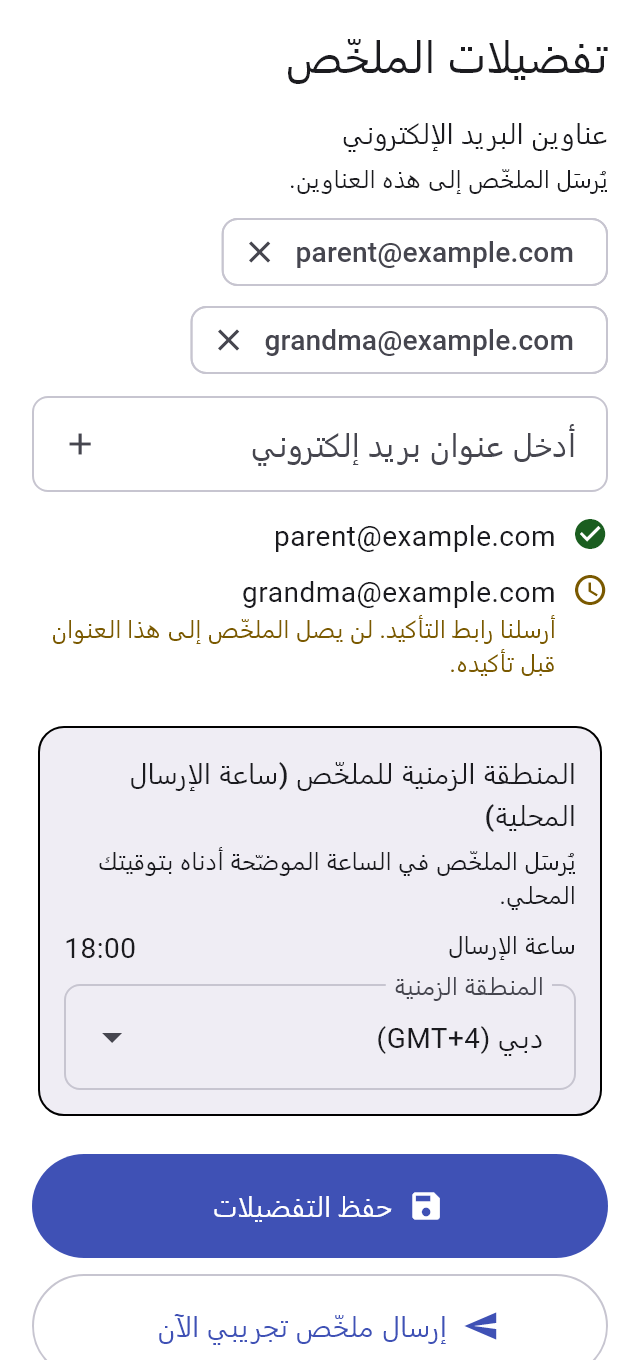 تفضيلات الملخّص
عناوين البريد الإلكتروني
يُرسَل الملخّص إلى هذه العناوين.
parent@example.com
grandma@example.com
أدخل عنوان بريد إلكتروني
parent@example.com
grandma@example.com
أرسلنا رابط التأكيد. لن يصل الملخّص إلى هذا العنوان
قبل تأكيده.
المنطقة الزمنية للملخّص (ساعة الإرسال
المحلية)
يُرسَل الملخّص في الساعة الموضّحة أدناه بتوقيتك
المحلي.
ساعة الإرسال 18:00
المنطقة الزمنية
دبي (GMT+4)
حفظ التفضيلات
إرسال ملخّص تجريبي الآن